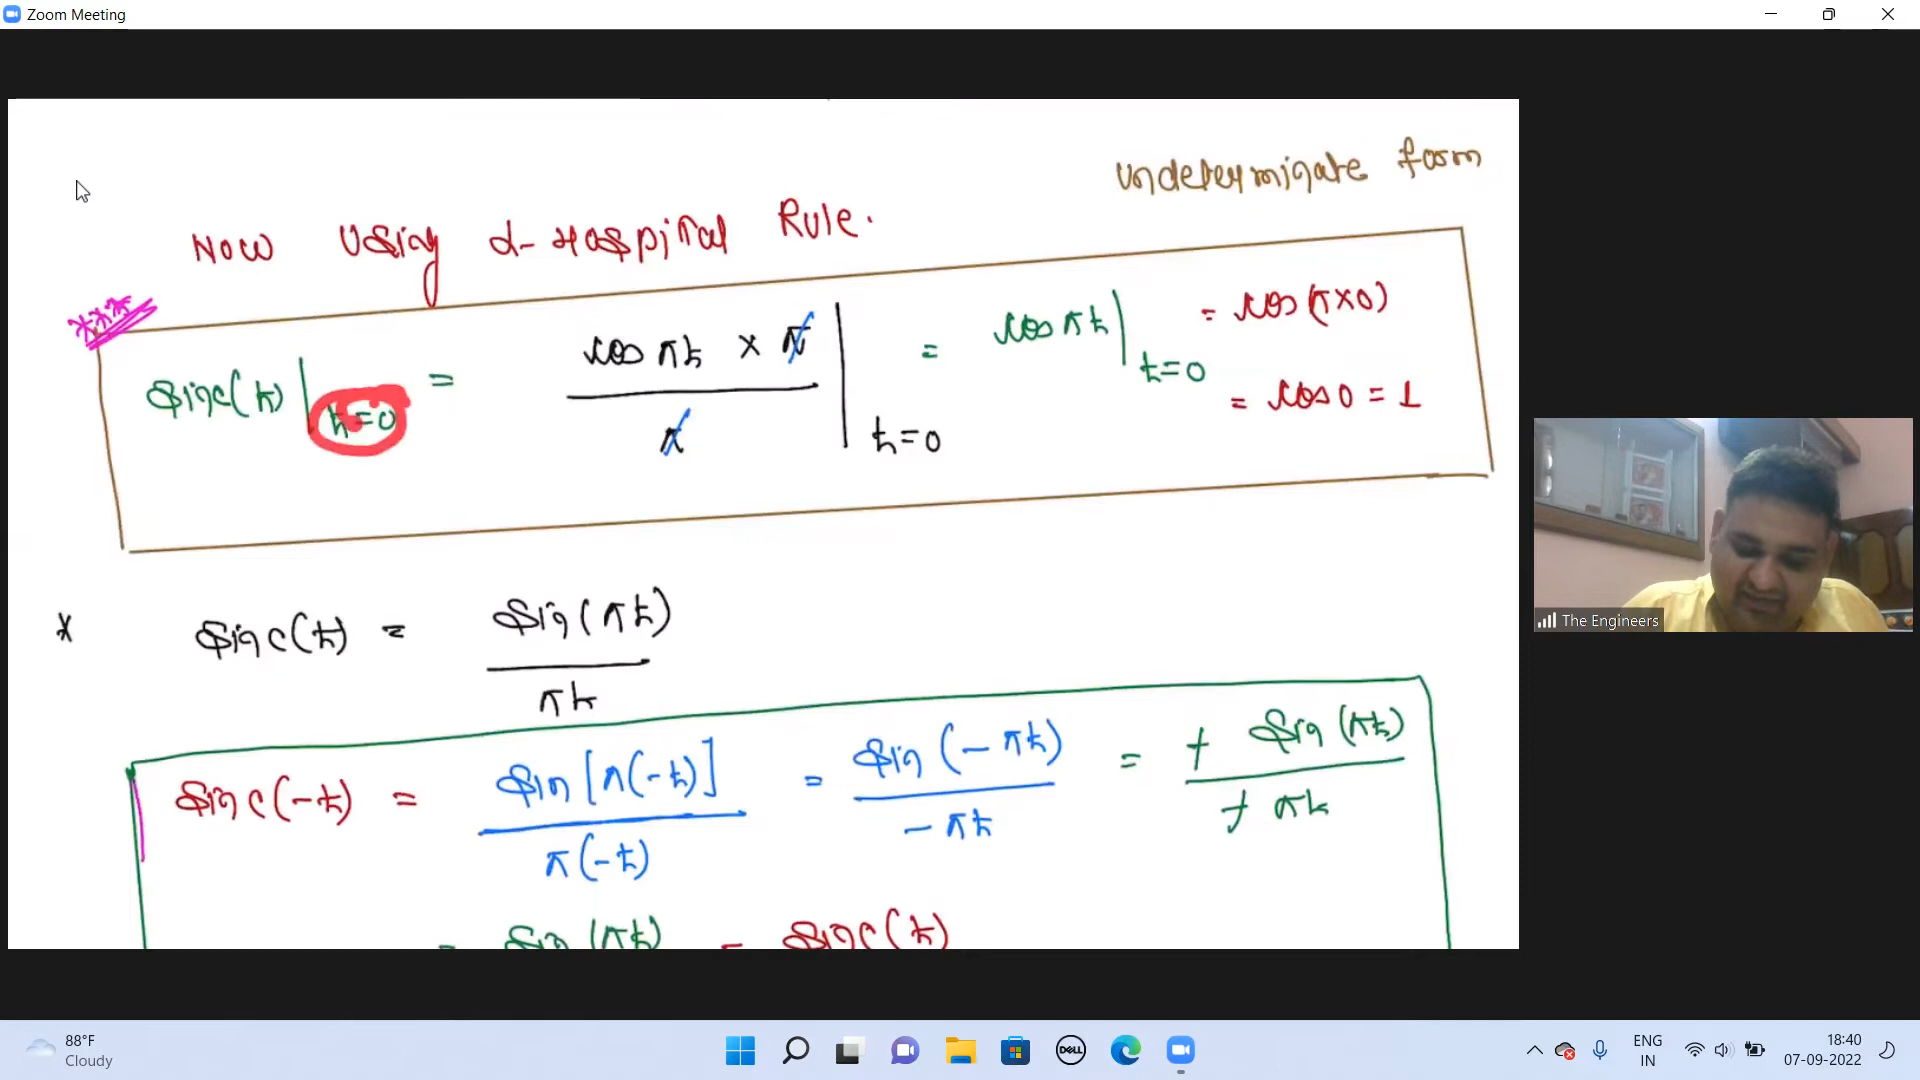 Zoom Meeting
Undeterminate form
Now Using L-Hospital Rule.
***
Sinc(t) | t=0 = cos πt × π / π | t=0 = cos πt | t=0 = cos(π×0)
= cos 0 = 1
* Sinc(t) = Sin(πt) / πt
Sinc(-t) = Sin[π(-t)] / π(-t) = Sin(-πt) / -πt = + Sin(πt) / + πt
= Sin(πt) = Sinc(t)
The Engineers
88°F
Cloudy
DELL
ENG
IN
18:40
07-09-2022